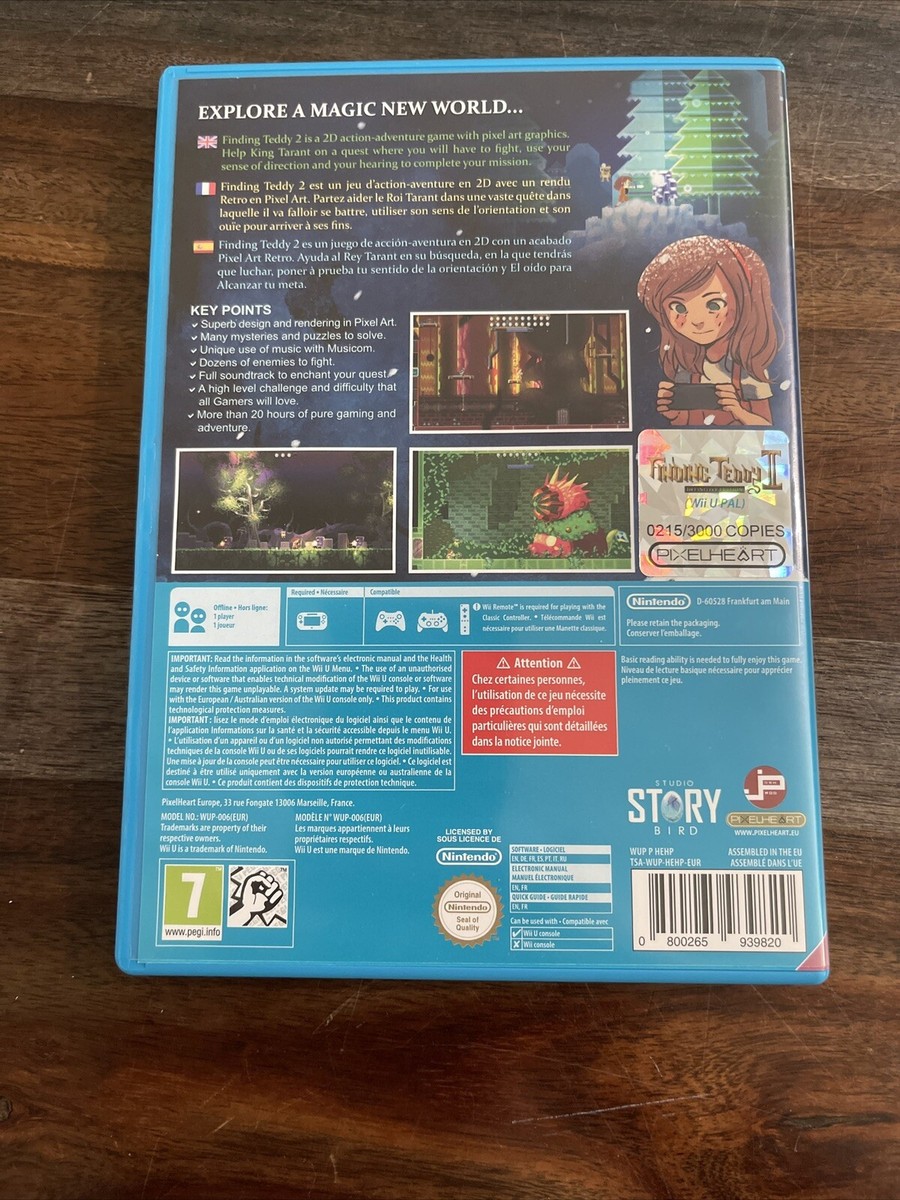 EXPLORE A MAGIC NEW WORLD...
Finding Teddy 2 is a 2D action-adventure game with pixel art graphics.
Help King Tarant on a quest where you will have to fight, use your
sense of direction and your hearing to complete your mission.
Finding Teddy 2 est un jeu d'action-aventure en 2D avec un rendu
Retro en Pixel Art. Partez aider le Roi Tarant dans une vaste quête dans
laquelle il va falloir se battre, utiliser son sens de l'orientation et son
ouïe pour arriver à ses fins.
Finding Teddy 2 es un juego de acción-aventura en 2D con un acabado
Pixel Art Retro. Ayuda al Rey Tarant en su búsqueda, en la que tendrás
que luchar, poner à prueba tu sentido de la orientación y El oído para
Alcanzar tu meta.
KEY POINTS
Superb design and rendering in Pixel Art.
Many mysteries and puzzles to solve.
Unique use of music with Musicom.
Dozens of enemies to fight.
Full soundtrack to enchant your quest.
A high level challenge and difficulty that
all Gamers will love.
More than 20 hours of pure gaming and
adventure.
FINDING TEDDY II
(Wii U PAL)
0215/3000 COPIES
PIXELHEART
Offline • Hors ligne:
1 player
1 joueur
Required • Nécessaire
Compatible
Wii Remote™ is required for playing with the
Classic Controller. * Télécommande Wii est
nécessaire pour utiliser une Manette classique.
Nintendo D-60528 Frankfurt am Main
Please retain the packaging.
Conserver l'emballage.
IMPORTANT: Read the information in the software's electronic manual and the Health
and Safety Information application on the Wii U Menu. • The use of an unauthorised
device or software that enables technical modification of the Wii U console or software
may render this game unplayable. A system update may be required to play. • For use
with the European / Australian version of the Wii U console only. • This product contains
technological protection measures.
IMPORTANT : lisez le mode d'emploi électronique du logiciel ainsi que le contenu de
l'application Informations sur la santé et la sécurité accessible depuis le menu Wii U.
• L'utilisation d'un appareil ou d'un logiciel non autorisé permettant des modifications
techniques de la console Wii U ou de ses logiciels pourrait rendre ce logiciel inutilisable.
Une mise à jour de la console peut être nécessaire pour utiliser ce logiciel. • Ce logiciel est
destiné à être utilisé uniquement avec la version européenne ou australienne de la
console Wii U. • Ce produit contient des dispositifs de protection technique.
Attention
Chez certaines personnes,
l'utilisation de ce jeu nécessite
des précautions d'emploi
particulières qui sont détaillées
dans la notice jointe.
Basic reading ability is needed to fully enjoy this game.
Niveau de lecture basique nécessaire pour apprécier
pleinement ce jeu.
PixelHeart Europe, 33 rue Fongate 13006 Marseille, France.
MODEL NO.: WUP-006(EUR)
Trademarks are property of their
respective owners.
Wii U is a trademark of Nintendo.
MODÈLE N° WUP-006(EUR)
Les marques appartiennent à leurs
propriétaires respectifs.
Wii U est une marque de Nintendo.
7
www.pegi.info
LICENSED BY
SOUS LICENCE DE
Nintendo
Original
Nintendo
Seal of
Quality
SOFTWARE • LOGICIEL
EN, DE, FR, ES, PT, IT, RU
ELECTRONIC MANUAL
MANUEL ÉLECTRONIQUE
EN, FR
QUICK GUIDE • GUIDE RAPIDE
EN, FR
Can be used with • Compatible avec
Wii U console
Wii console
STUDIO
STORY
BIRD
PIXELHEART
WWW.PIXELHEART.EU
WUP P HEHP
TSA-WUP-HEHP-EUR
ASSEMBLED IN THE EU
ASSEMBLÉ DANS L'UE
0 800265 939820